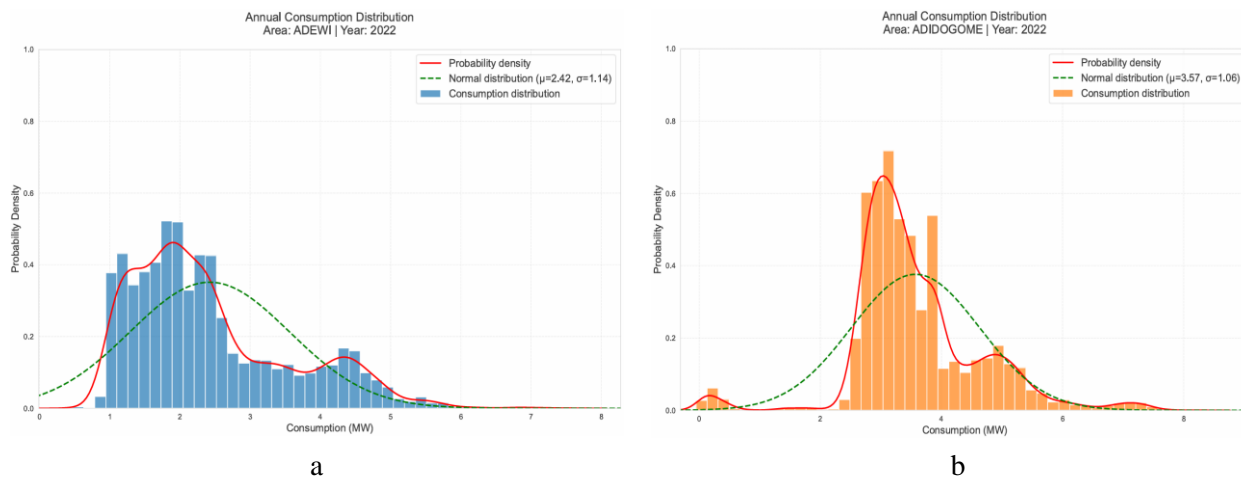 Annual Consumption Distribution
Area: ADEWI | Year: 2022
1.0
0.8
0.6
0.4
0.2
0.0
Probability Density
Probability density
Normal distribution (μ=2.42, σ=1.14)
Consumption distribution
0 1 2 3 4 5 6 7 8
Consumption (MW)
a
Annual Consumption Distribution
Area: ADIDOGOME | Year: 2022
1.0
0.8
0.6
0.4
0.2
0.0
Probability Density
Probability density
Normal distribution (μ=3.57, σ=1.06)
Consumption distribution
0 2 4 6 8
Consumption (MW)
b